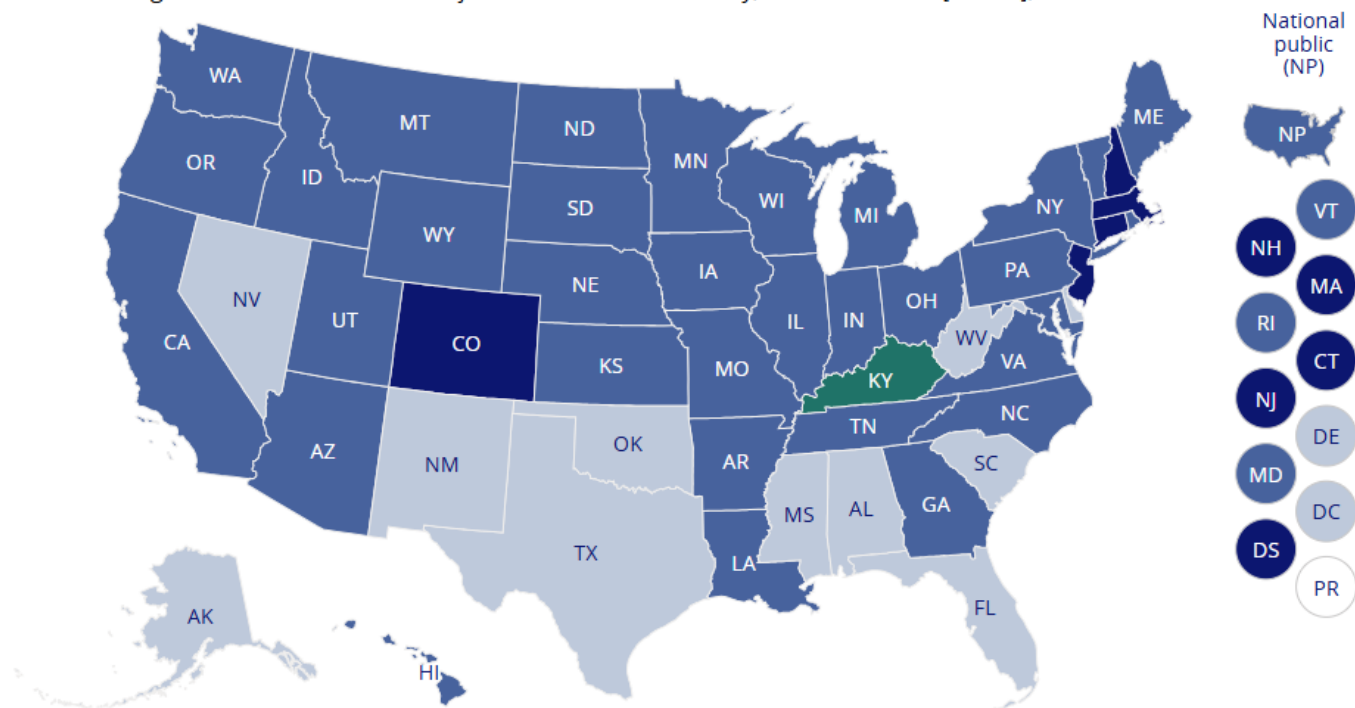 National
public
(NP)
NP
WA
MT
ND
MN
ME
OR
ID
SD
WI
MI
NY
VT
WY
NH
IA
NE
PA
MA
NV
UT
CO
IL
IN
OH
RI
CA
KS
MO
WV
VA
CT
KY
NJ
AZ
NM
OK
AR
TN
NC
DE
SC
MD
MS
AL
GA
DC
TX
LA
DS
AK
FL
PR
HI